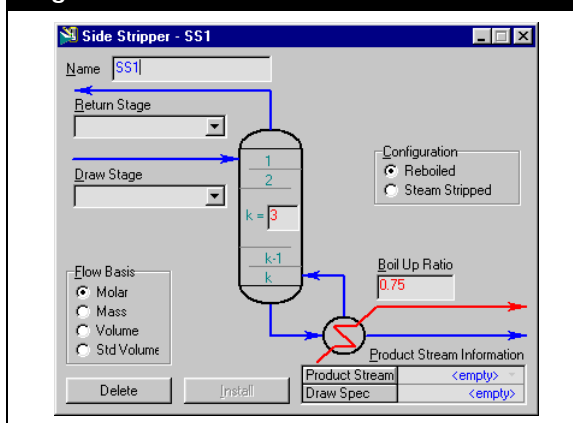 Side Stripper - SS1
Name SS1
Return Stage
Draw Stage
1
2
k = 3
k-1
k
Configuration
Reboiled
Steam Stripped
Flow Basis
Molar
Mass
Volume
Std Volume
Boil Up Ratio
0.75
Product Stream Information
Product Stream <empty>
Draw Spec <empty>
Delete
Install